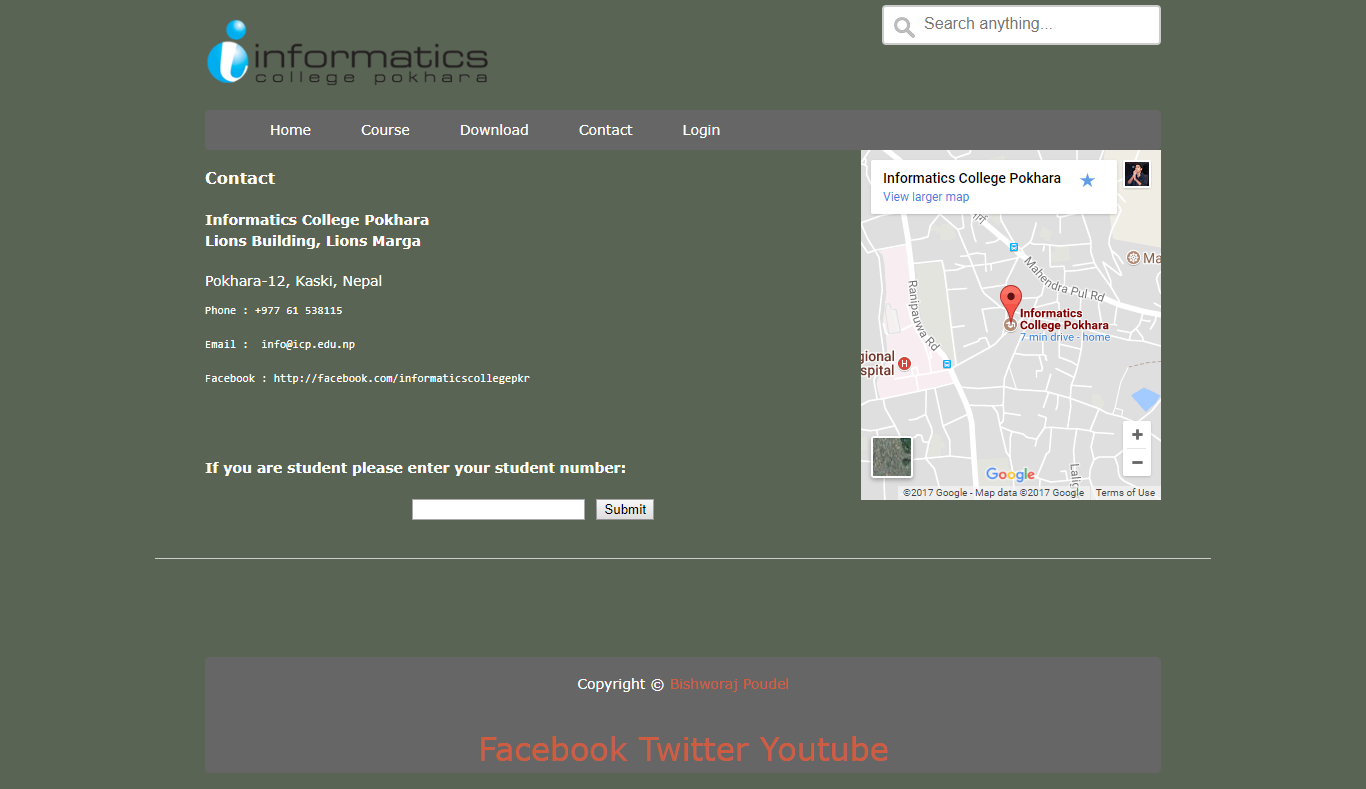 Search anything...
informatics
college pokhara
Home Course Download Contact Login
Contact
Informatics College Pokhara
Lions Building, Lions Marga
Pokhara-12, Kaski, Nepal
Phone : +977 61 538115
Email : info@icp.edu.np
Facebook : http://facebook.com/informaticscollegepkr
If you are student please enter your student number:
Submit
Informatics College Pokhara
View larger map
Mahendra Pul Rd
Ma
Ranipauwa Rd
Informatics
College Pokhara
7 min drive - home
gional
spital
H
Lalig
+
−
Google
©2017 Google - Map data ©2017 Google Terms of Use
Copyright © Bishworaj Poudel
Facebook Twitter Youtube